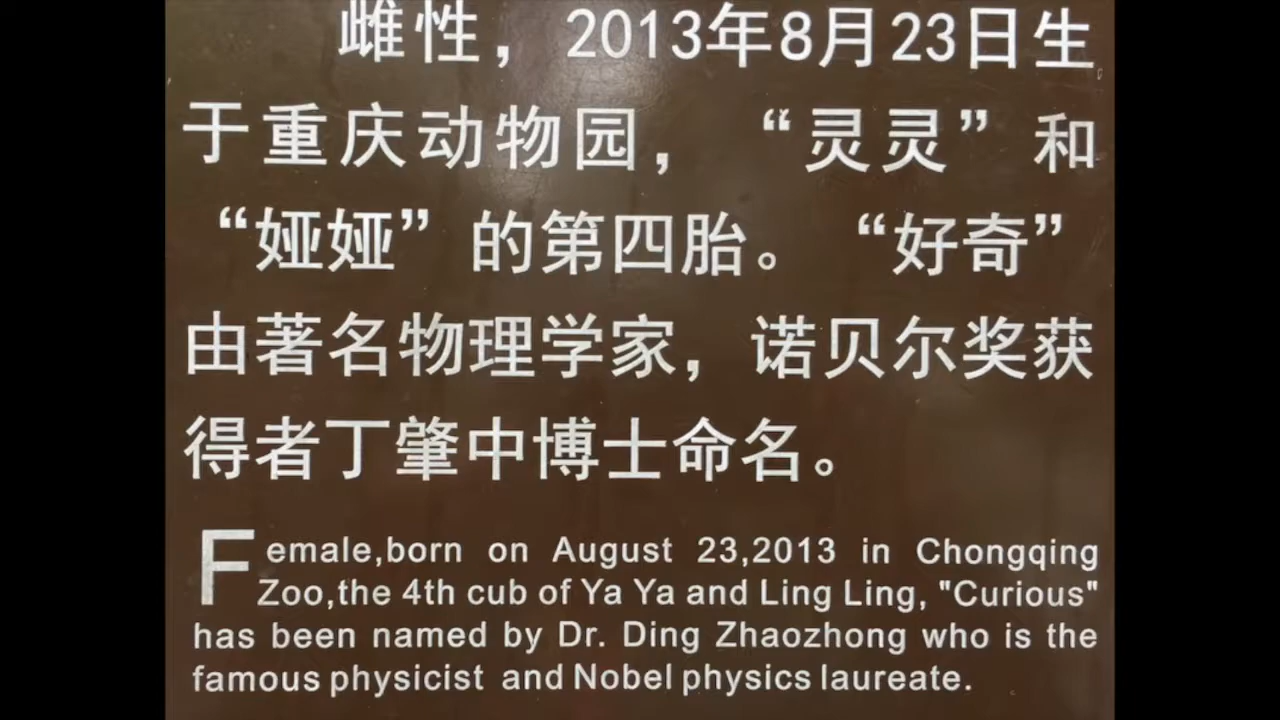 雌性，2013年8月23日生
于重庆动物园，“灵灵”和
“娅娅”的第四胎。“好奇”
由著名物理学家，诺贝尔奖获
得者丁肇中博士命名。
Female,born on August 23,2013 in Chongqing
Zoo,the 4th cub of Ya Ya and Ling Ling, "Curious"
has been named by Dr. Ding Zhaozhong who is the
famous physicist and Nobel physics laureate.